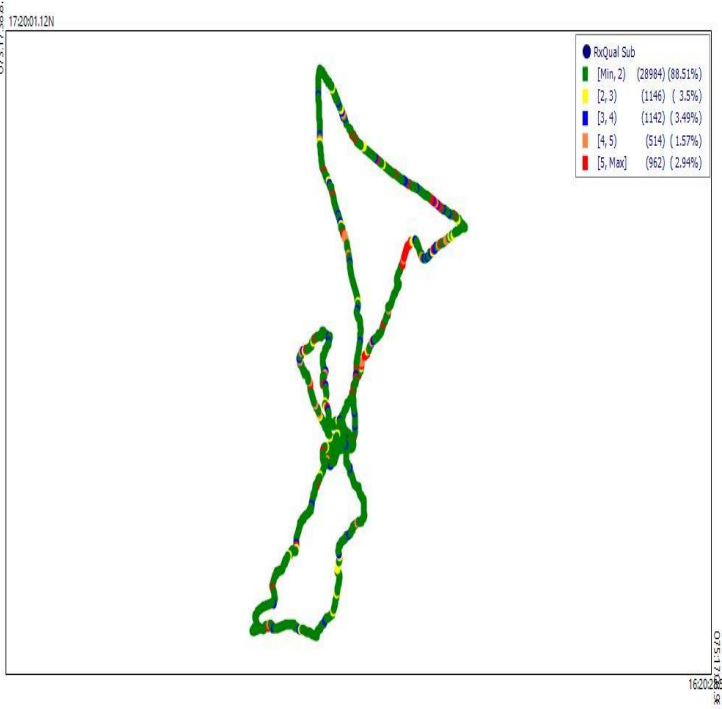 17:20:01.12N
RxQual Sub
[Min, 2) (28984) (88.51%)
[2, 3) (1146) ( 3.5%)
[3, 4) (1142) ( 3.49%)
[4, 5) (514) ( 1.57%)
[5, Max] (962) ( 2.94%)